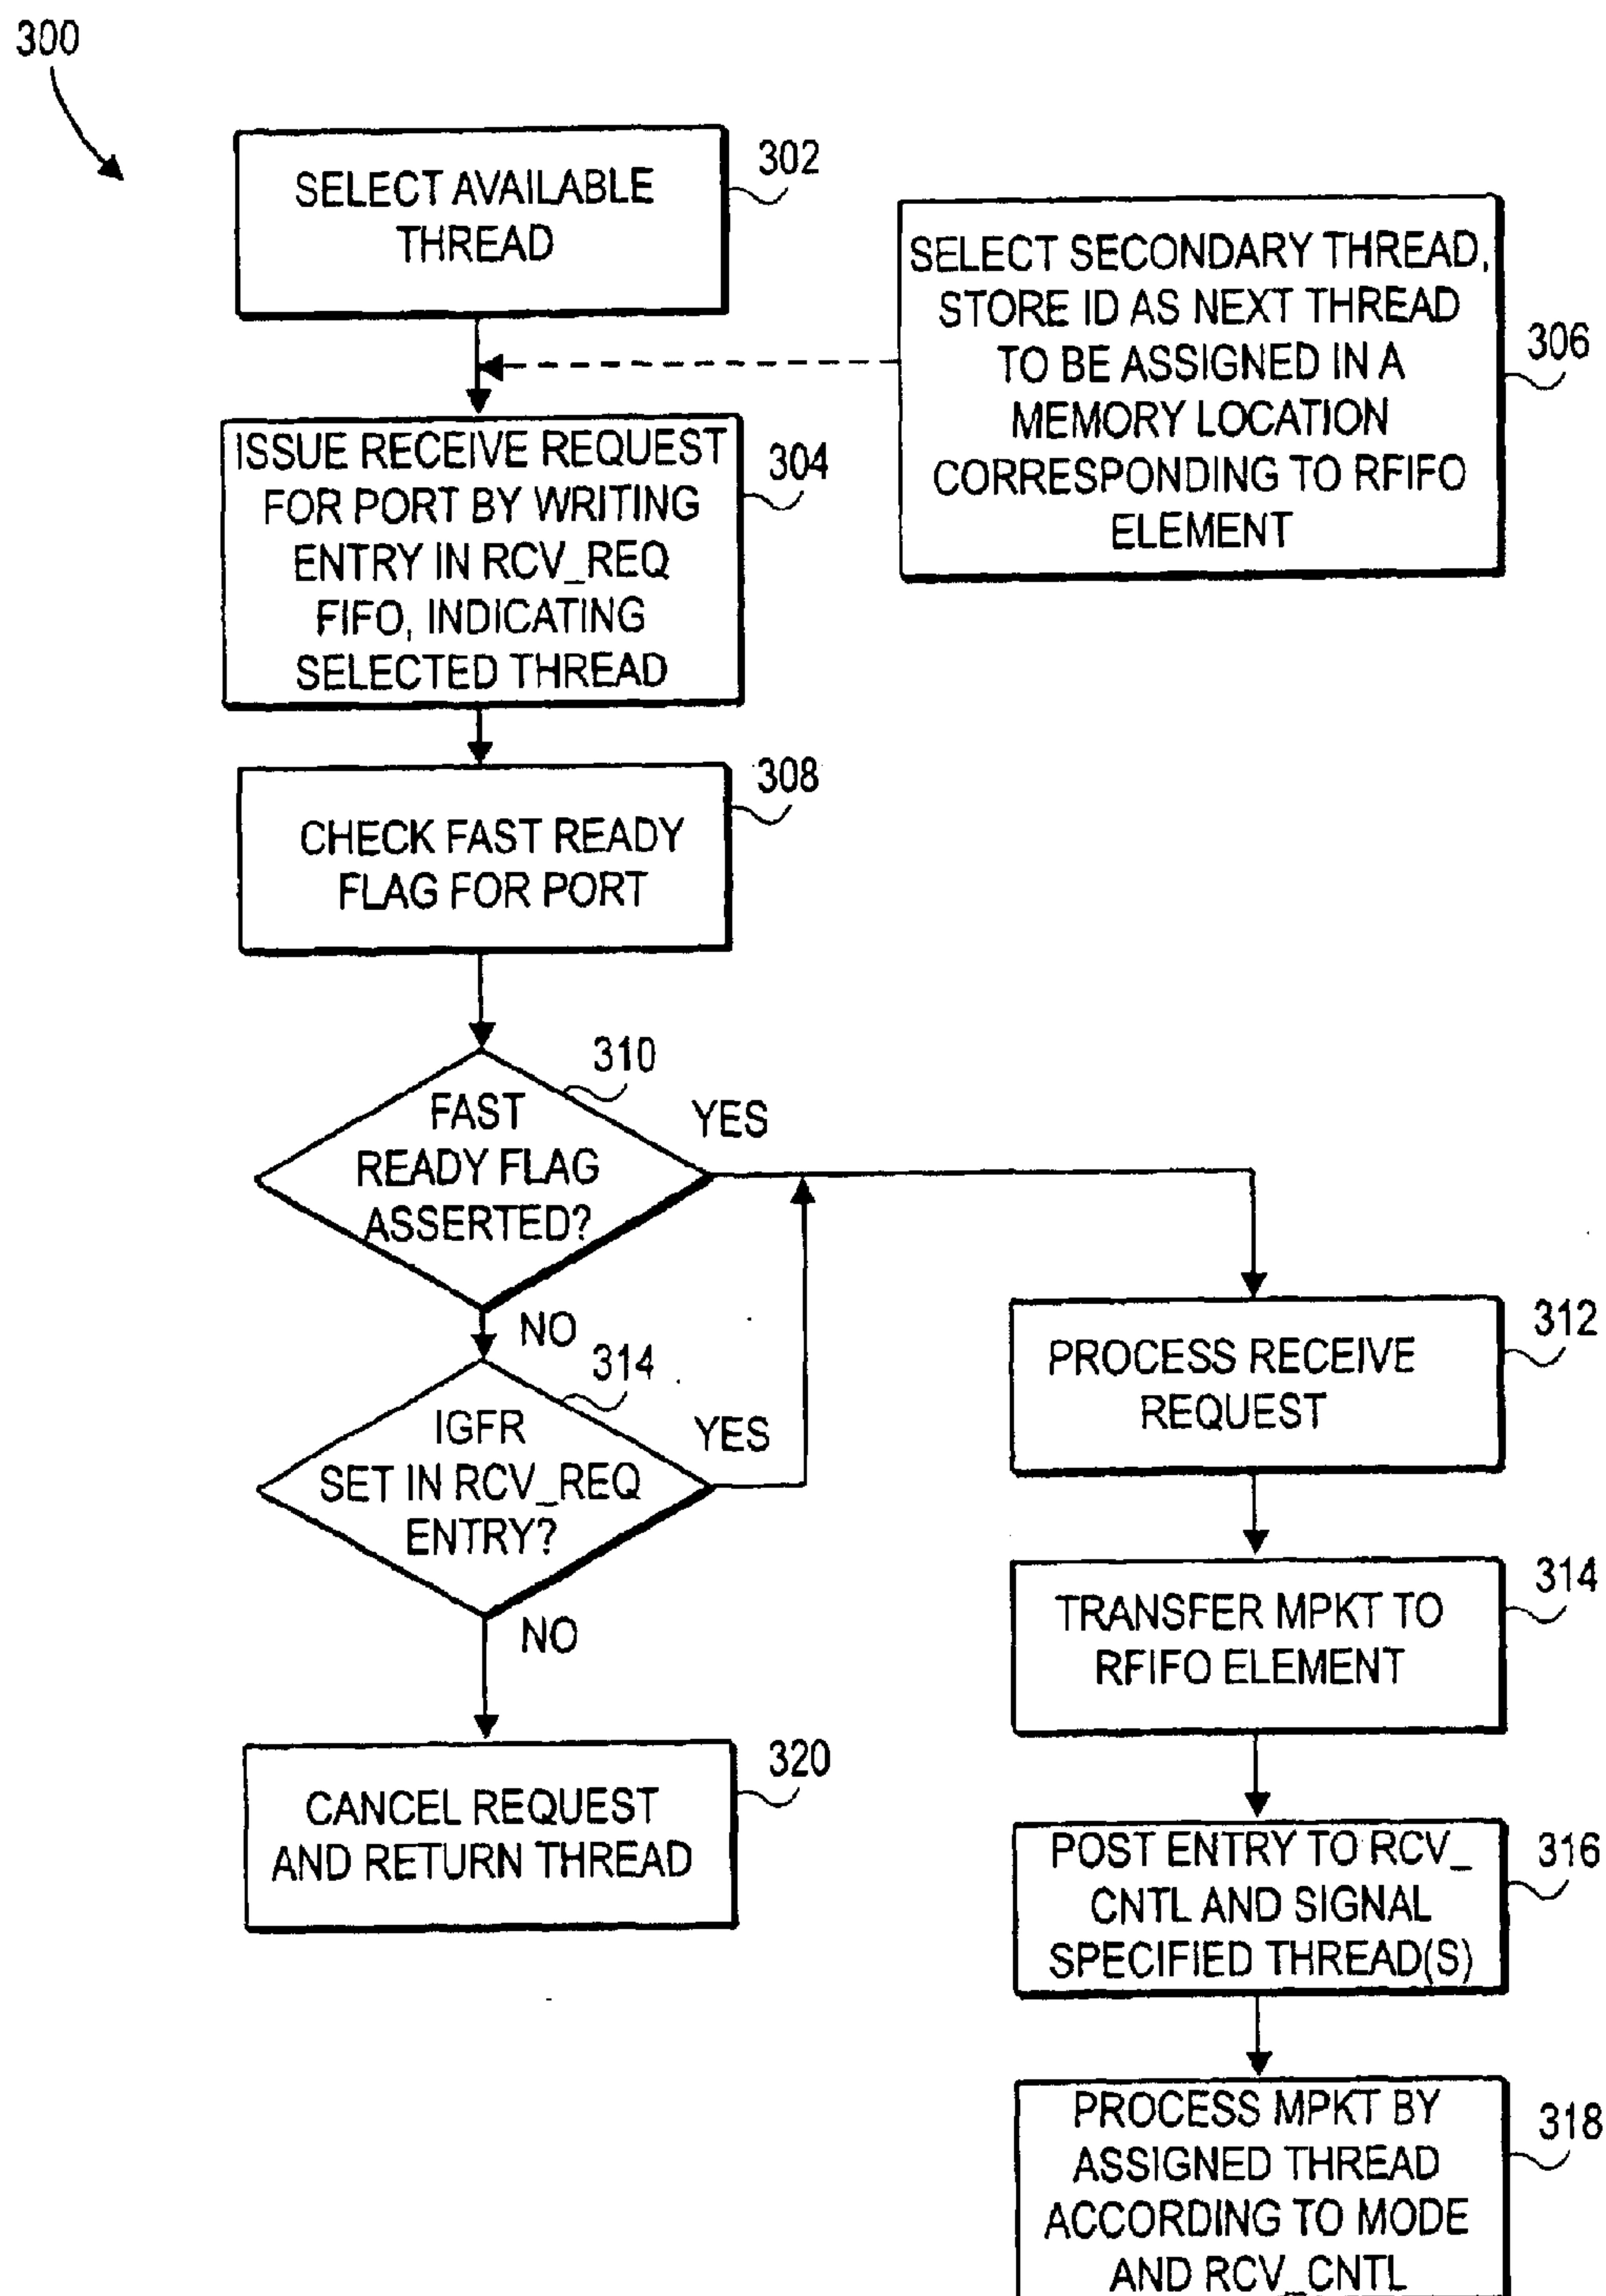 300
SELECT AVAILABLE
THREAD
302
SELECT SECONDARY THREAD,
STORE ID AS NEXT THREAD
TO BE ASSIGNED IN A
MEMORY LOCATION
CORRESPONDING TO RFIFO
ELEMENT
306
ISSUE RECEIVE REQUEST
FOR PORT BY WRITING
ENTRY IN RCV_REQ
FIFO, INDICATING
SELECTED THREAD
304
CHECK FAST READY
FLAG FOR PORT
308
FAST
READY FLAG
ASSERTED?
310
YES
NO
IGFR
SET IN RCV_REQ
ENTRY?
314
YES
NO
CANCEL REQUEST
AND RETURN THREAD
320
PROCESS RECEIVE
REQUEST
312
TRANSFER MPKT TO
RFIFO ELEMENT
314
POST ENTRY TO RCV_
CNTL AND SIGNAL
SPECIFIED THREAD(S)
316
PROCESS MPKT BY
ASSIGNED THREAD
ACCORDING TO MODE
AND RCV_CNTL
318